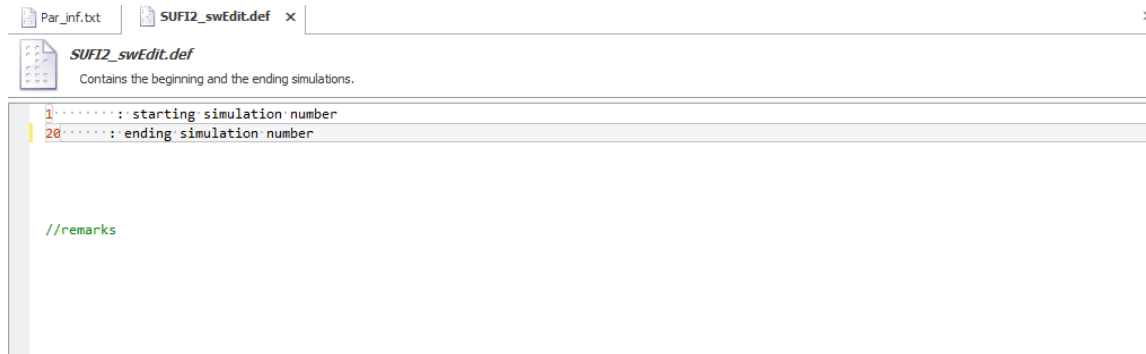 Par_inf.txt SUFI2_swEdit.def x
SUFI2_swEdit.def
Contains the beginning and the ending simulations.
1 : starting simulation number
20 : ending simulation number
//remarks